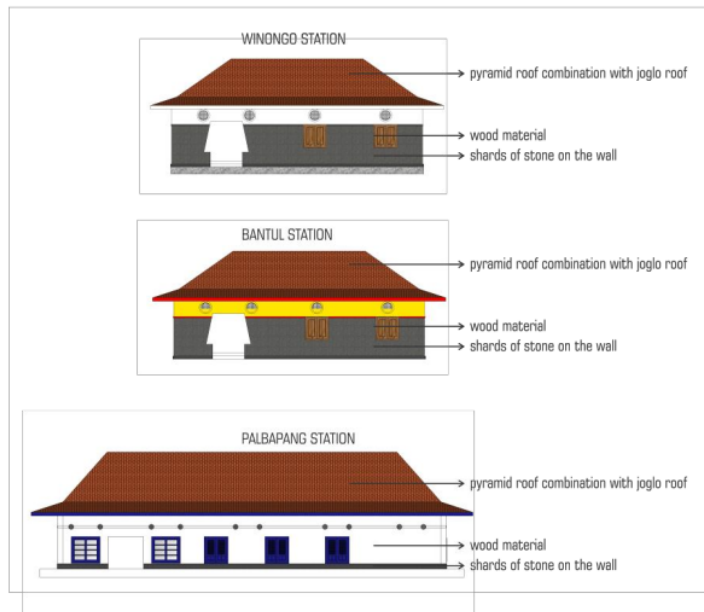 WINONGO STATION
pyramid roof combination with joglo roof
wood material
shards of stone on the wall
BANTUL STATION
pyramid roof combination with joglo roof
wood material
shards of stone on the wall
PALBAPANG STATION
pyramid roof combination with joglo roof
wood material
shards of stone on the wall